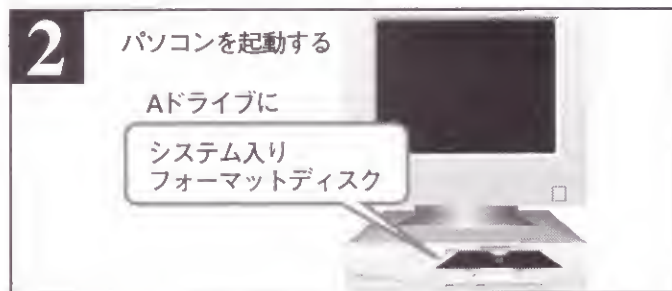 2
パソコンを起動する
Aドライブに
システム入り
フォーマットディスク